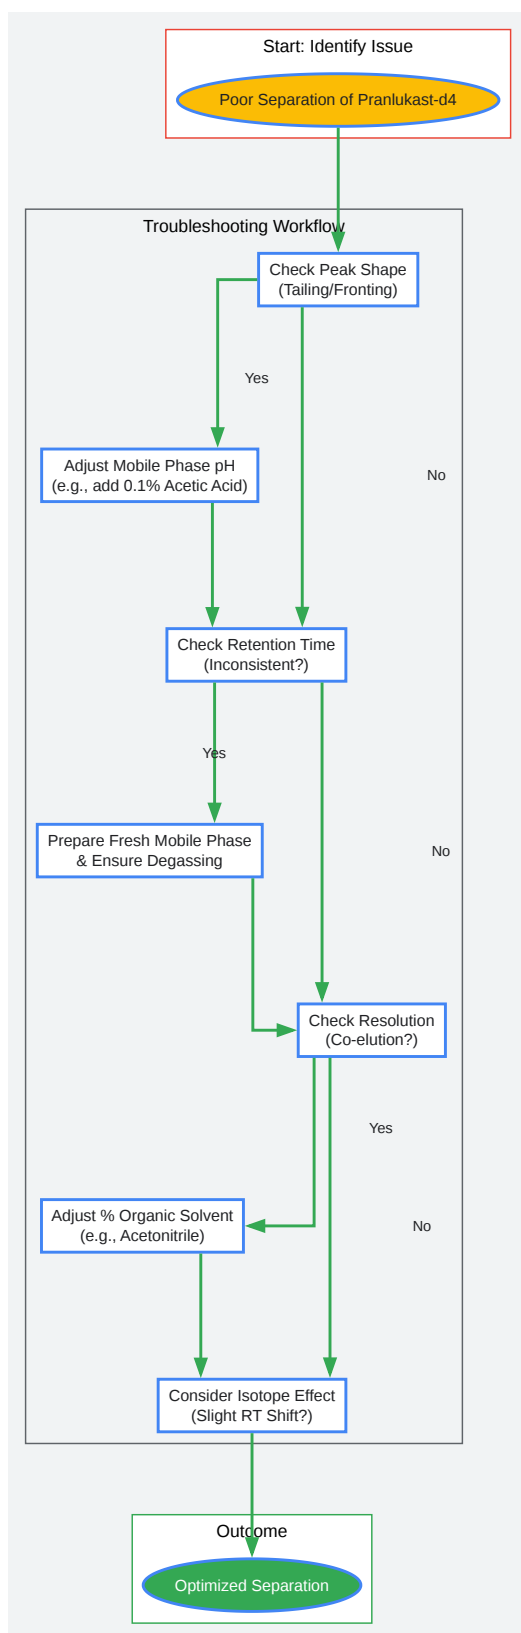 Start: Identify Issue
Poor Separation of Pranlukast-d4
Troubleshooting Workflow
Check Peak Shape
(Tailing/Fronting)
Yes
Adjust Mobile Phase pH
(e.g., add 0.1% Acetic Acid)
No
Check Retention Time
(Inconsistent?)
Yes
Prepare Fresh Mobile Phase
& Ensure Degassing
No
Check Resolution
(Co-elution?)
Yes
Adjust % Organic Solvent
(e.g., Acetonitrile)
No
Consider Isotope Effect
(Slight RT Shift?)
Outcome
Optimized Separation